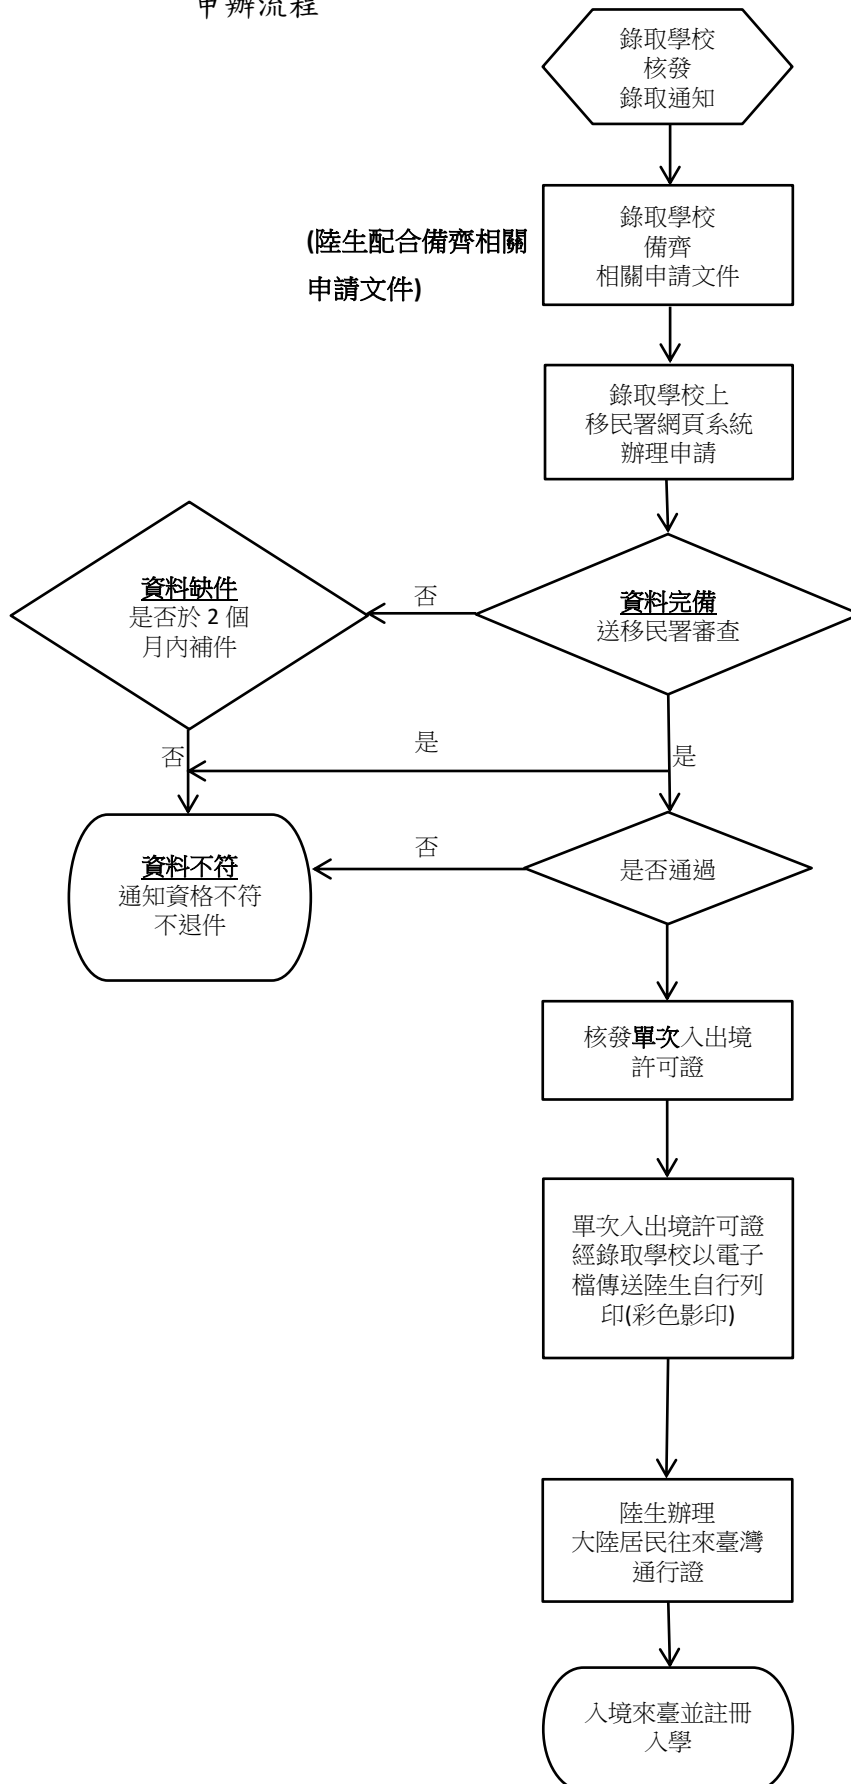 申辦流程
錄取學校
核發
錄取通知
(陸生配合備齊相關
申請文件)
錄取學校
備齊
相關申請文件
錄取學校上
移民署網頁系統
辦理申請
資料缺件
是否於 2 個
月內補件
否
資料完備
送移民署審查
否
是
是
資料不符
通知資格不符
不退件
否
是否通過
核發單次入出境
許可證
單次入出境許可證
經錄取學校以電子
檔傳送陸生自行列
印(彩色影印)
陸生辦理
大陸居民往來臺灣
通行證
入境來臺並註冊
入學